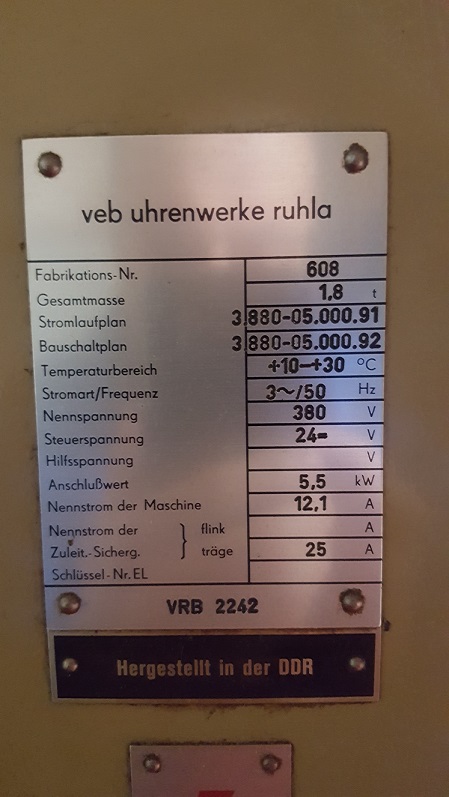 veb uhrenwerke ruhla
Fabrikations-Nr. 608
Gesamtmasse 1,8 t
Stromlaufplan 3.880-05.000.91
Bauschaltplan 3.880-05.000.92
Temperaturbereich +10-+30 °C
Stromart/Frequenz 3~/50 Hz
Nennspannung 380 V
Steuerspannung 24= V
Hilfsspannung V
Anschlußwert 5,5 kW
Nennstrom der Maschine 12,1 A
Nennstrom der } flink A
Zuleit.-Sicherg. träge 25 A
Schlüssel-Nr. EL
VRB 2242
Hergestellt in der DDR